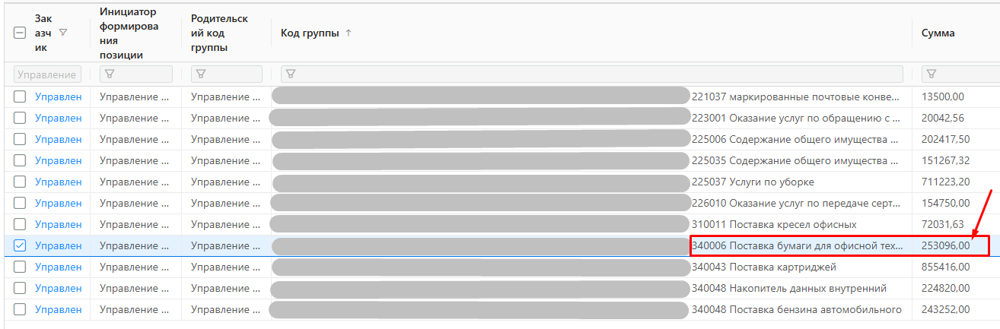 Зак азч ик Инициатор формирова ния позиции Родительск ий код группы Код группы ↑ Сумма
Управление
Управлен Управление ... Управление ... 221037 маркированные почтовые конве... 13500,00
Управлен Управление ... Управление ... 223001 Оказание услуг по обращению с ... 20042,56
Управлен Управление ... Управление ... 225006 Содержание общего имущества ... 202417,50
Управлен Управление ... Управление ... 225035 Содержание общего имущества ... 151267,32
Управлен Управление ... Управление ... 225037 Услуги по уборке 711223,20
Управлен Управление ... Управление ... 226010 Оказание услуг по передаче серт... 154750,00
Управлен Управление ... Управление ... 310011 Поставка кресел офисных 72031,63
Управлен Управление ... Управление ... 340006 Поставка бумаги для офисной тех... 253096,00
Управлен Управление ... Управление ... 340043 Поставка картриджей 855416,00
Управлен Управление ... Управление ... 340048 Накопитель данных внутренний 224820,00
Управлен Управление ... Управление ... 340048 Поставка бензина автомобильного 243252,00